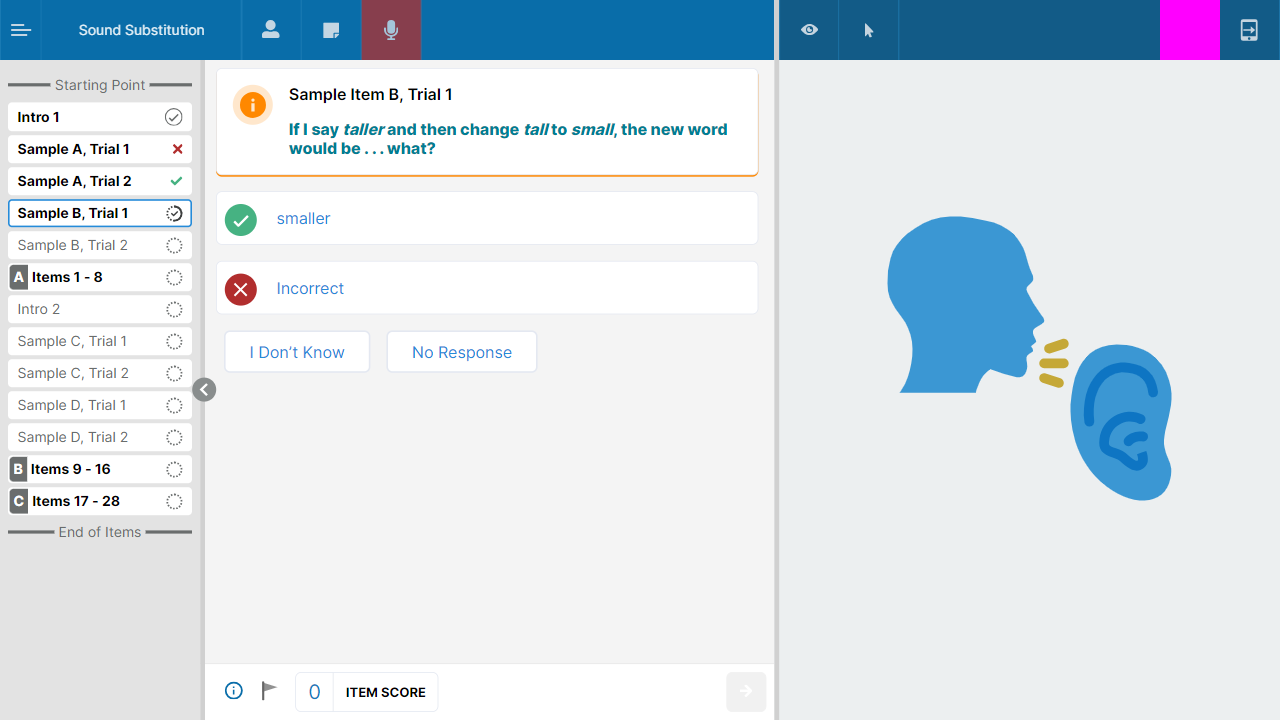 Sound Substitution
Starting Point
Intro 1
Sample A, Trial 1
Sample A, Trial 2
Sample B, Trial 1
Sample B, Trial 2
A Items 1 - 8
Intro 2
Sample C, Trial 1
Sample C, Trial 2
Sample D, Trial 1
Sample D, Trial 2
B Items 9 - 16
C Items 17 - 28
End of Items
Sample Item B, Trial 1
If I say taller and then change tall to small, the new word
would be . . . what?
smaller
Incorrect
I Don’t Know
No Response
0 ITEM SCORE